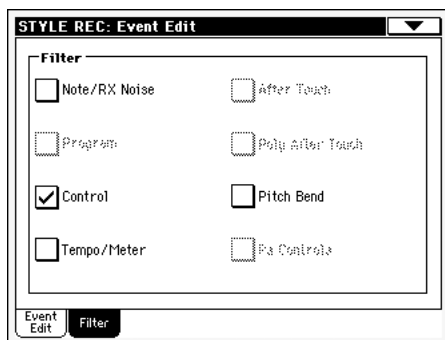 STYLE REC: Event Edit
Filter
Note/RX Noise
After Touch
Program
Poly After Touch
Control
Pitch Bend
Tempo/Meter
Pa Controls
Event
Edit
Filter